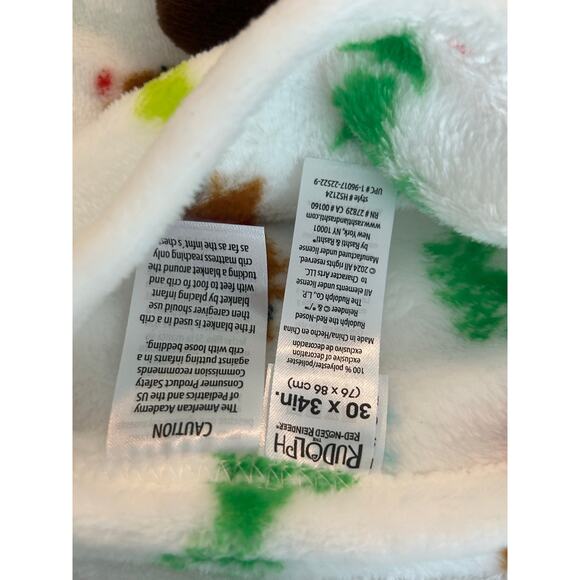 RUDOLPH
THE
RED-NOSED REINDEER®
30 x 34in.
(76 x 86 cm)
100 % polyester/poliéster
exclusive of decoration
exclusivo de decoración
Made in China/Hecho en China
Rudolph the Red-Nosed
Reindeer © & ®/™
The Rudolph Co., L.P.
All elements under license
Character Arts LLC.
©2024 All rights reserved.
Manufactured under license
by Rashti & Rashti
New York, NY 10001
www.rashtiandrashti.com
RN # 27829 CA # 00160
style # HS2124
UPC # 1-96017-22522-9
CAUTION
The American Academy
of Pediatrics and the US
Consumer Product Safety
Commission recommends
against putting infants in a
crib with loose bedding.
If the blanket is used in a crib
then caregiver should use
blanket by placing infant
with feet to foot of crib and
tucking blanket around the
crib mattress reaching only
as far as the infnt's chest